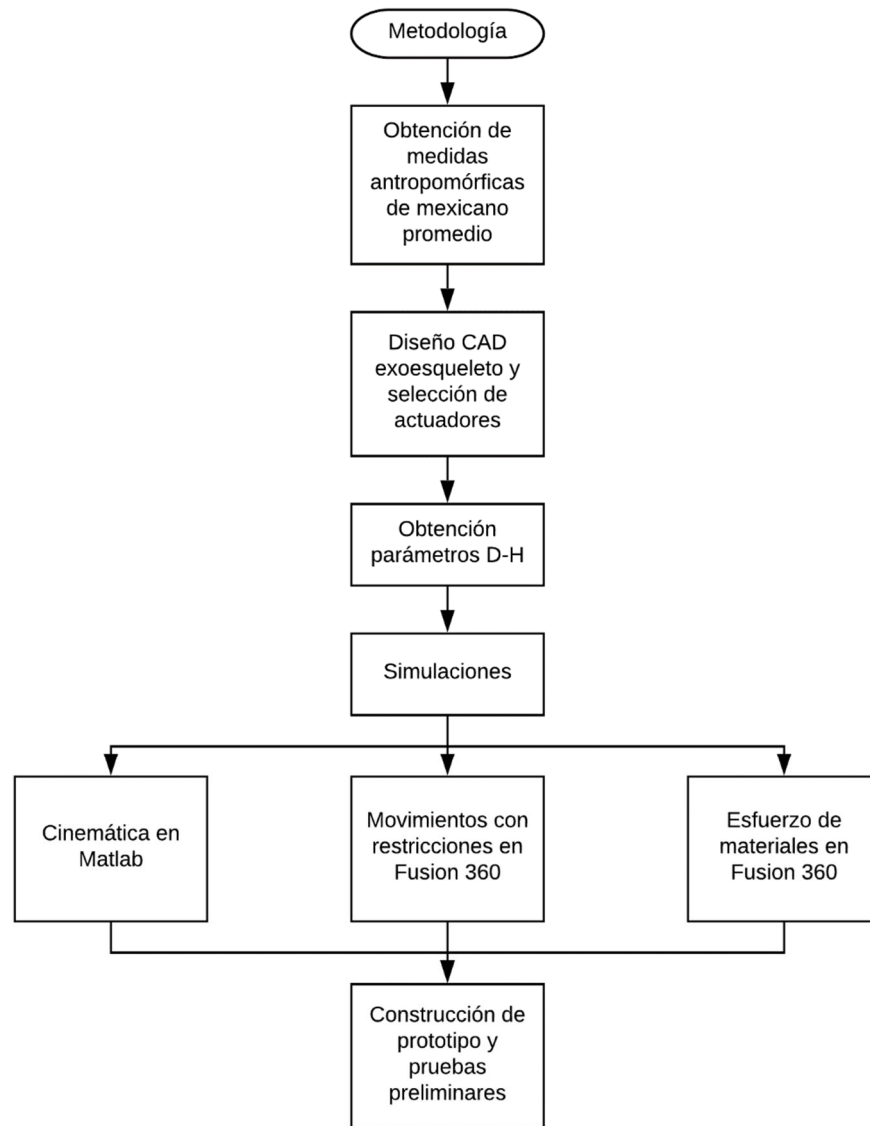 Metodología
Obtención de
medidas
antropomórficas
de mexicano
promedio
Diseño CAD
exoesqueleto y
selección de
actuadores
Obtención
parámetros D-H
Simulaciones
Cinemática en
Matlab
Movimientos con
restricciones en
Fusion 360
Esfuerzo de
materiales en
Fusion 360
Construcción de
prototipo y
pruebas
preliminares